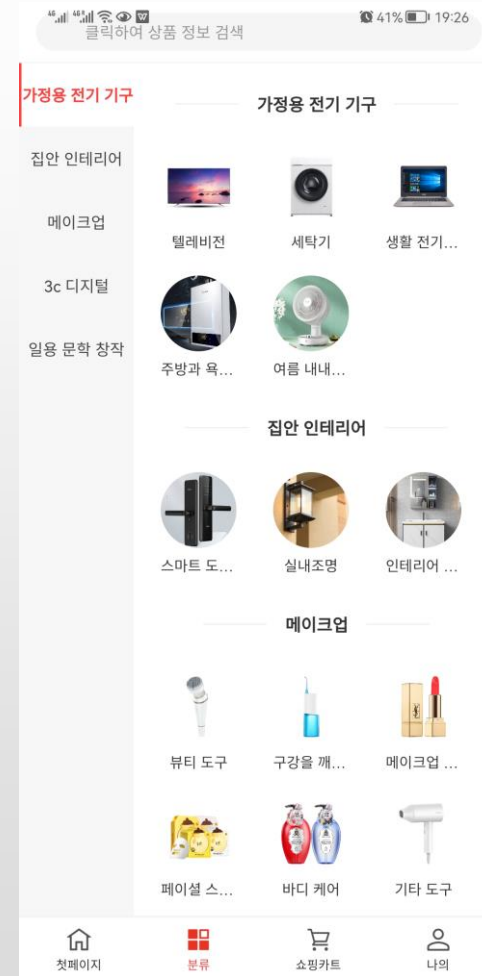 41% 19:26
클릭하여 상품 정보 검색
가정용 전기 기구
집안 인테리어
메이크업
3c 디지털
일용 문학 창작
가정용 전기 기구
텔레비전 세탁기 생활 전기...
주방과 욕... 여름 내내...
집안 인테리어
스마트 도... 실내조명 인테리어 ...
메이크업
뷰티 도구 구강을 깨... 메이크업 ...
페이셜 스... 바디 케어 기타 도구
첫페이지 분류 쇼핑카트 나의